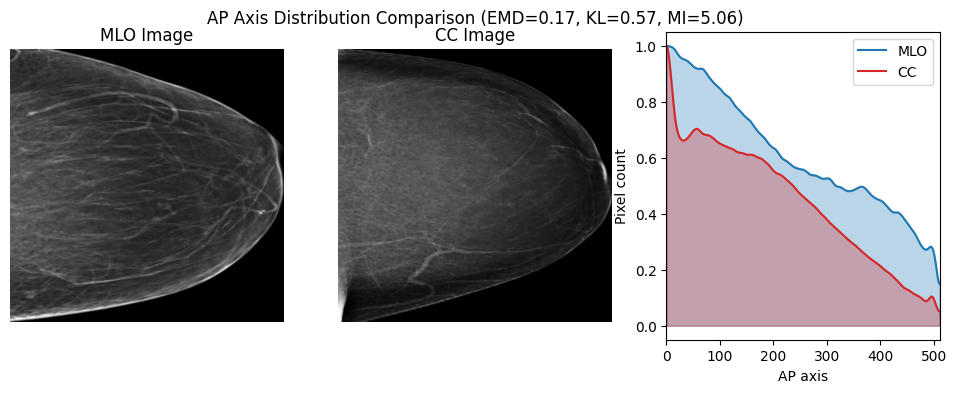 AP Axis Distribution Comparison (EMD=0.17, KL=0.57, MI=5.06)
MLO Image
CC Image
MLO
CC
Pixel count
1.0
0.8
0.6
0.4
0.2
0.0
0 100 200 300 400 500
AP axis